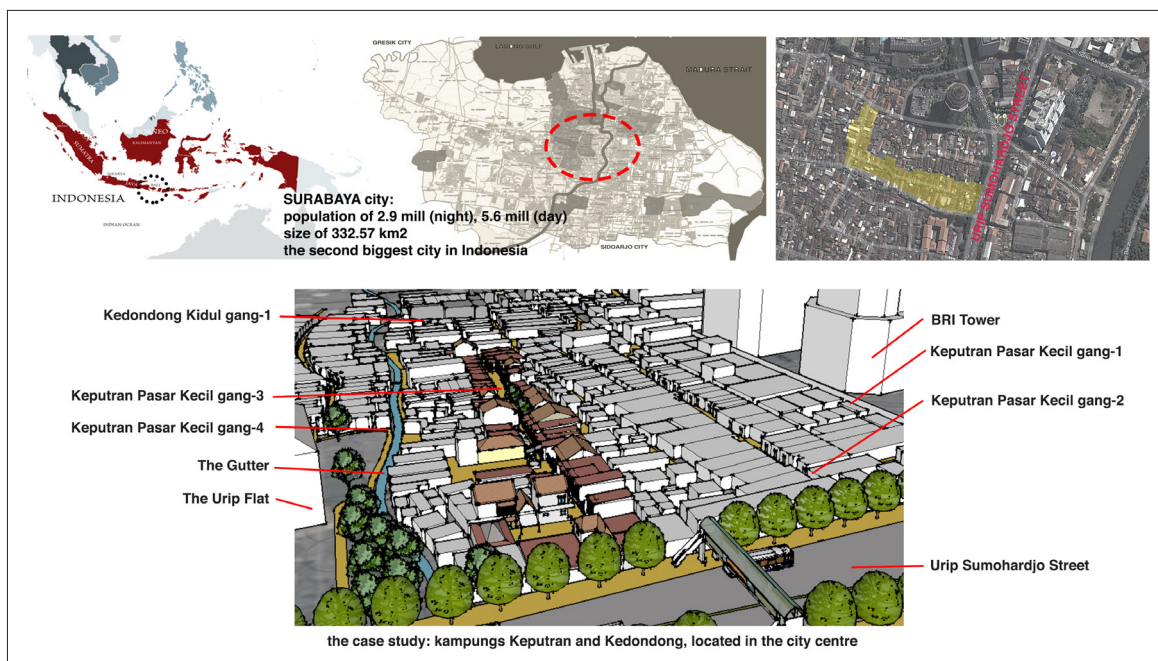 GRESIK CITY
MADURA STRAIT
SUMATRA
KALIMANTAN
JAKARTA
JAVA
INDONESIA
INDIAN OCEAN
SURABAYA city:
population of 2.9 mill (night), 5.6 mill (day)
size of 332.57 km2
the second biggest city in Indonesia
SIDOARJO CITY
URIP SUMOHARDJO STREET
Kedondong Kidul gang-1
BRI Tower
Keputran Pasar Kecil gang-1
Keputran Pasar Kecil gang-3
Keputran Pasar Kecil gang-2
Keputran Pasar Kecil gang-4
The Gutter
The Urip Flat
Urip Sumohardjo Street
the case study: kampungs Keputran and Kedondong, located in the city centre